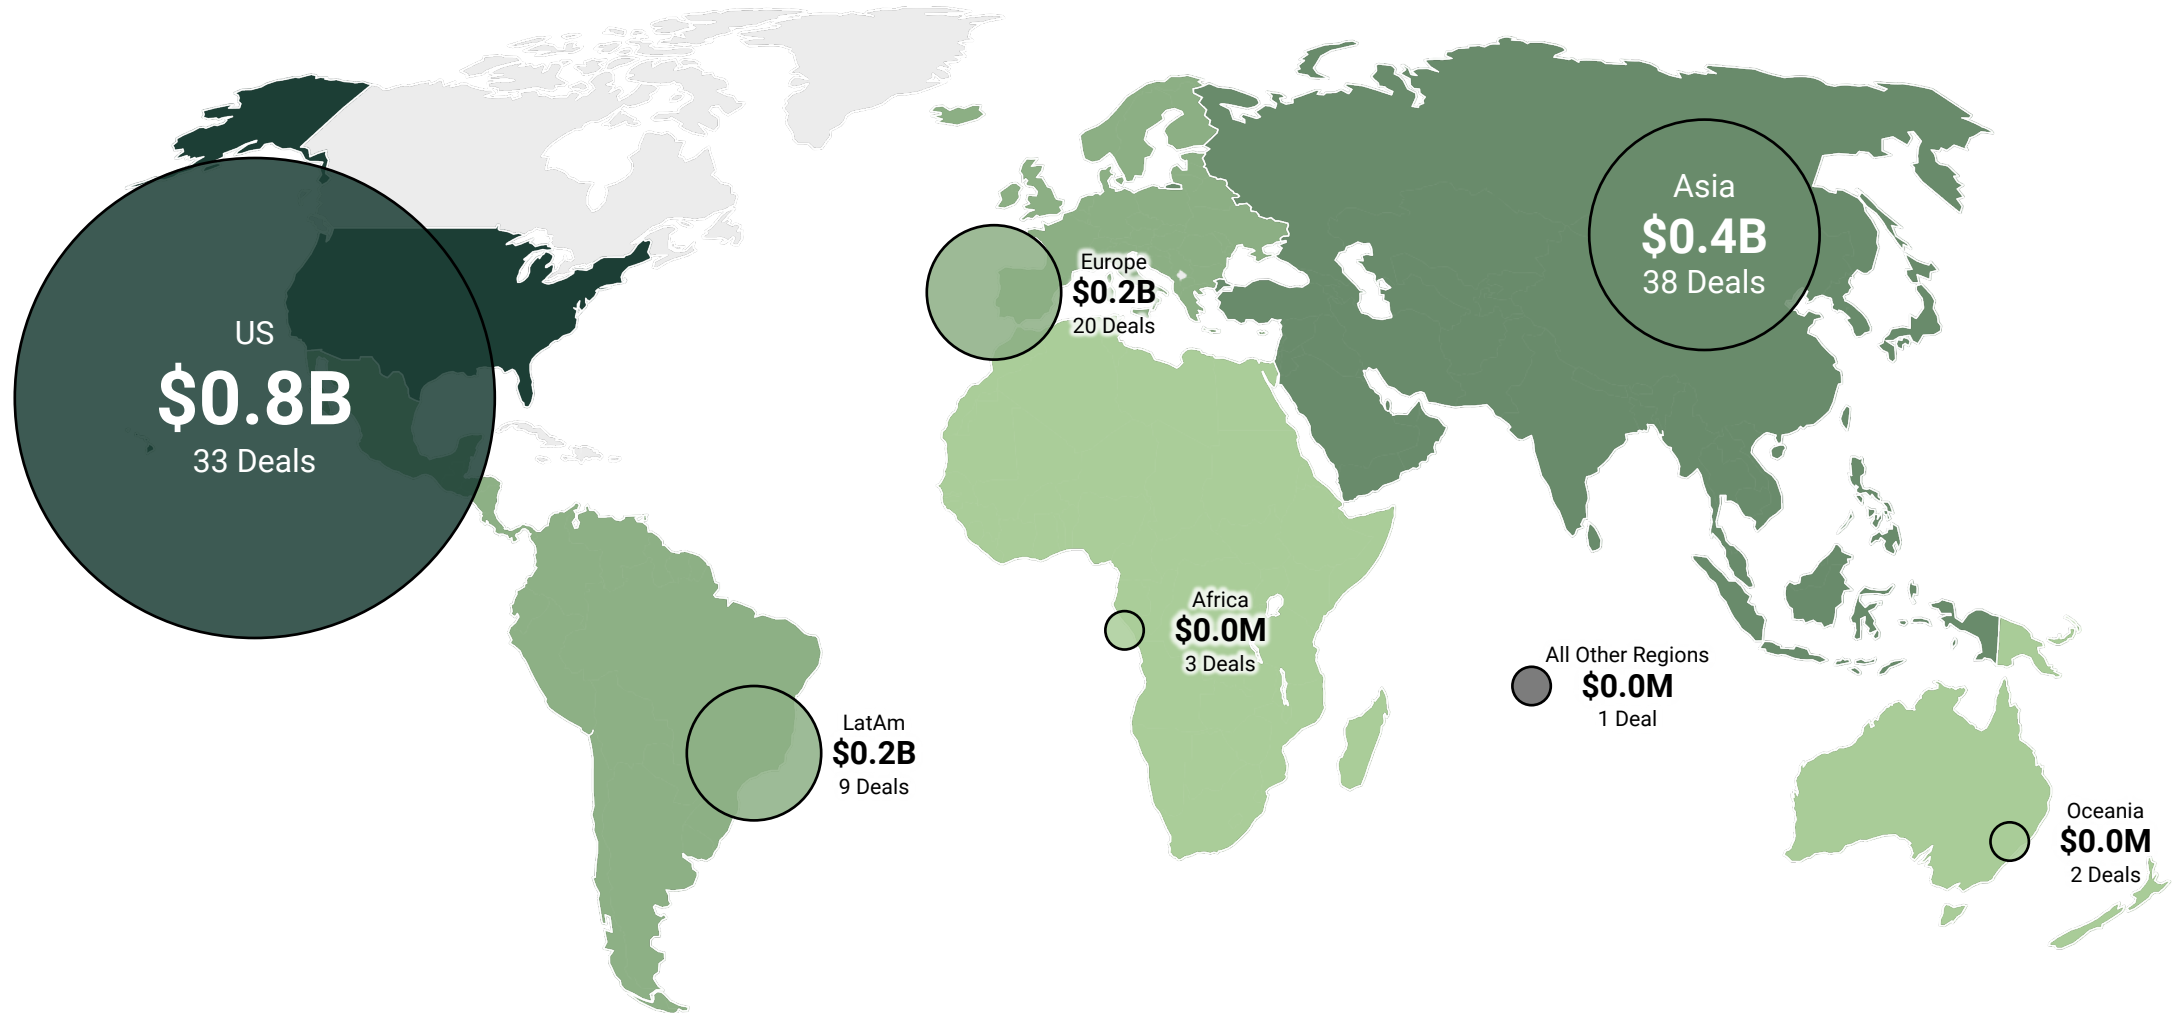 US
$0.8B
33 Deals
Asia
$0.4B
38 Deals
Europe
$0.2B
20 Deals
Africa
$0.0M
3 Deals
All Other Regions
$0.0M
1 Deal
LatAm
$0.2B
9 Deals
Oceania
$0.0M
2 Deals